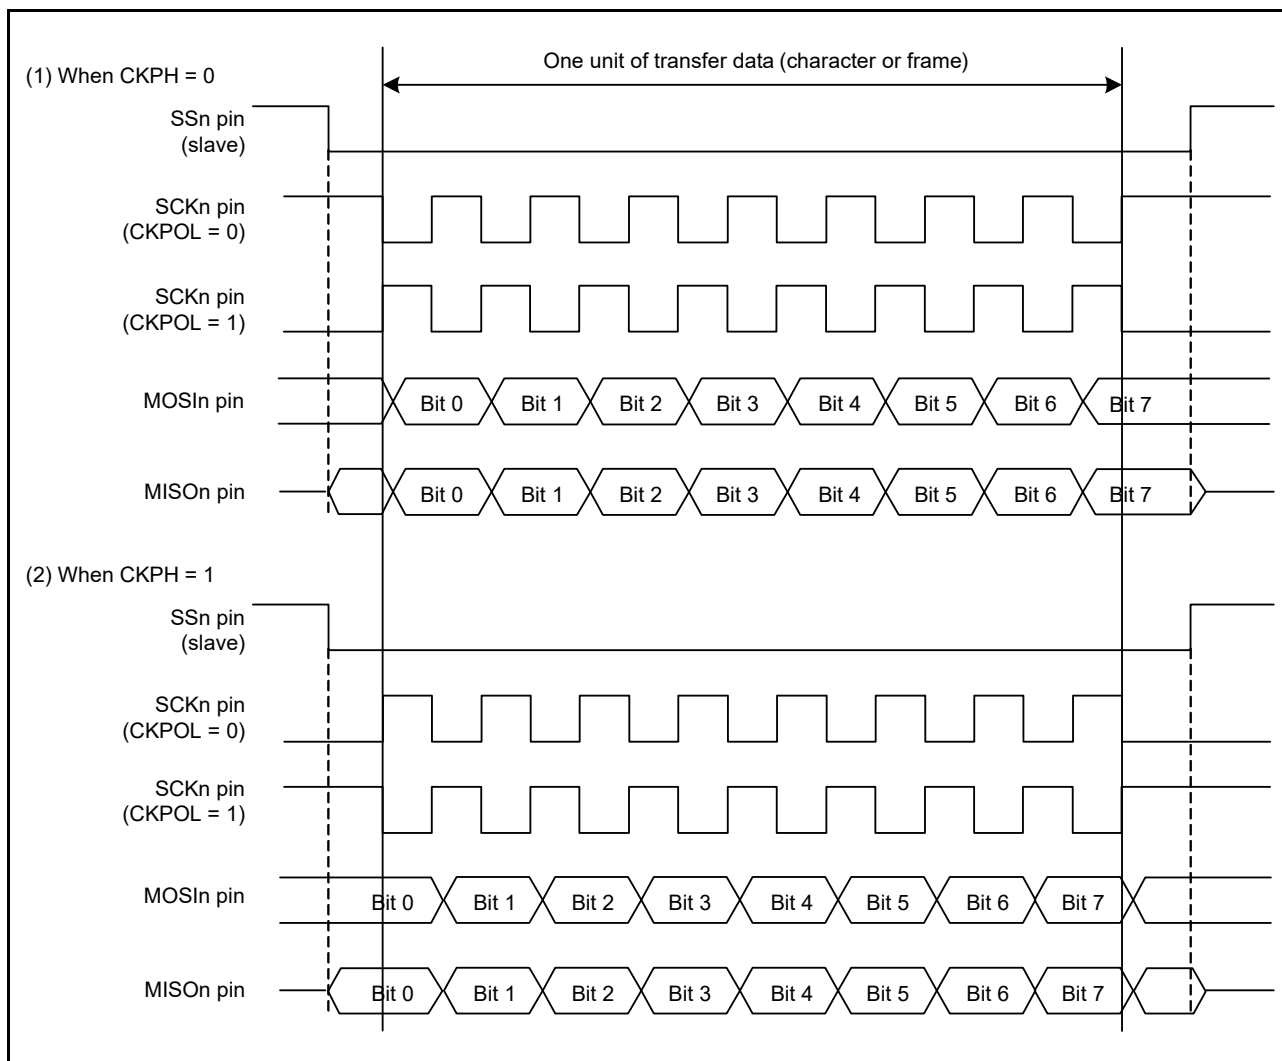 One unit of transfer data (character or frame)
(1) When CKPH = 0
SSn pin
(slave)
SCKn pin
(CKPOL = 0)
SCKn pin
(CKPOL = 1)
MOSIn pin
Bit 0 Bit 1 Bit 2 Bit 3 Bit 4 Bit 5 Bit 6 Bit 7
MISOn pin
Bit 0 Bit 1 Bit 2 Bit 3 Bit 4 Bit 5 Bit 6 Bit 7
(2) When CKPH = 1
SSn pin
(slave)
SCKn pin
(CKPOL = 0)
SCKn pin
(CKPOL = 1)
MOSIn pin
Bit 0 Bit 1 Bit 2 Bit 3 Bit 4 Bit 5 Bit 6 Bit 7
MISOn pin
Bit 0 Bit 1 Bit 2 Bit 3 Bit 4 Bit 5 Bit 6 Bit 7